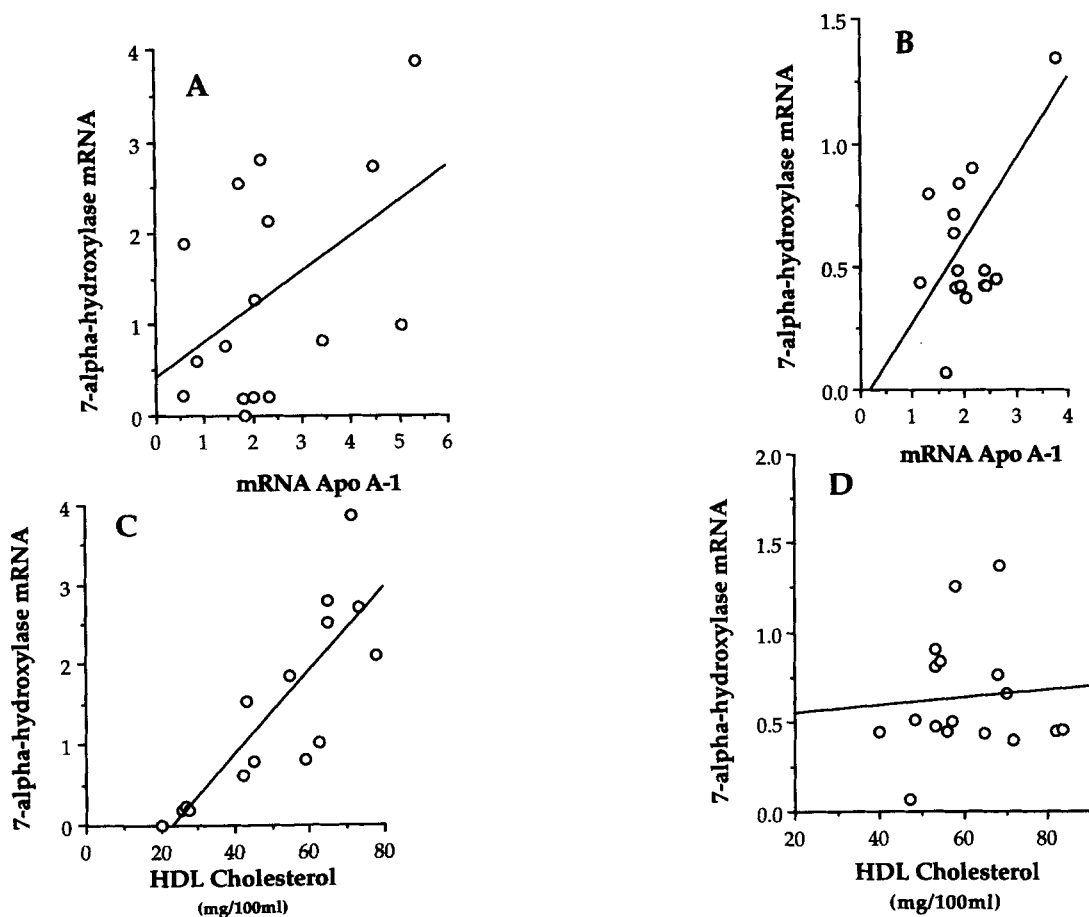 A
7-alpha-hydroxylase mRNA
4
3
2
1
0
0 1 2 3 4 5 6
mRNA Apo A-1
B
7-alpha-hydroxylase mRNA
1.5
1.0
0.5
0.0
0 1 2 3 4
mRNA Apo A-1
C
7-alpha-hydroxylase mRNA
4
3
2
1
0
0 20 40 60 80
HDL Cholesterol
(mg/100ml)
D
7-alpha-hydroxylase mRNA
2.0
1.5
1.0
0.5
0.0
20 40 60 80
HDL Cholesterol
(mg/100ml)